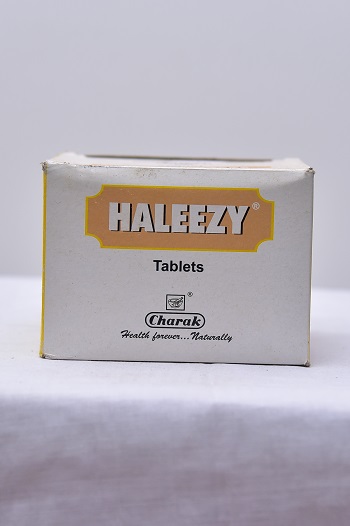 HALEEZY®
Tablets
®
Charak
Health forever...Naturally